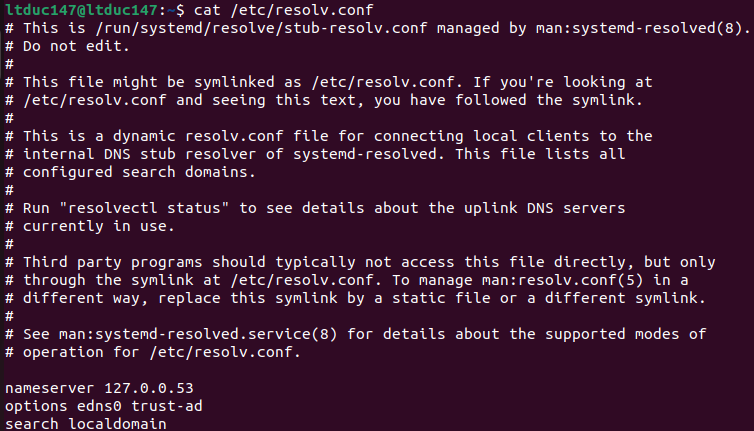 ltduc147@ltduc147:~$ cat /etc/resolv.conf
# This is /run/systemd/resolve/stub-resolv.conf managed by man:systemd-resolved(8).
# Do not edit.
#
# This file might be symlinked as /etc/resolv.conf. If you're looking at
# /etc/resolv.conf and seeing this text, you have followed the symlink.
#
# This is a dynamic resolv.conf file for connecting local clients to the
# internal DNS stub resolver of systemd-resolved. This file lists all
# configured search domains.
#
# Run "resolvectl status" to see details about the uplink DNS servers
# currently in use.
#
# Third party programs should typically not access this file directly, but only
# through the symlink at /etc/resolv.conf. To manage man:resolv.conf(5) in a
# different way, replace this symlink by a static file or a different symlink.
#
# See man:systemd-resolved.service(8) for details about the supported modes of
# operation for /etc/resolv.conf.

nameserver 127.0.0.53
options edns0 trust-ad
search localdomain